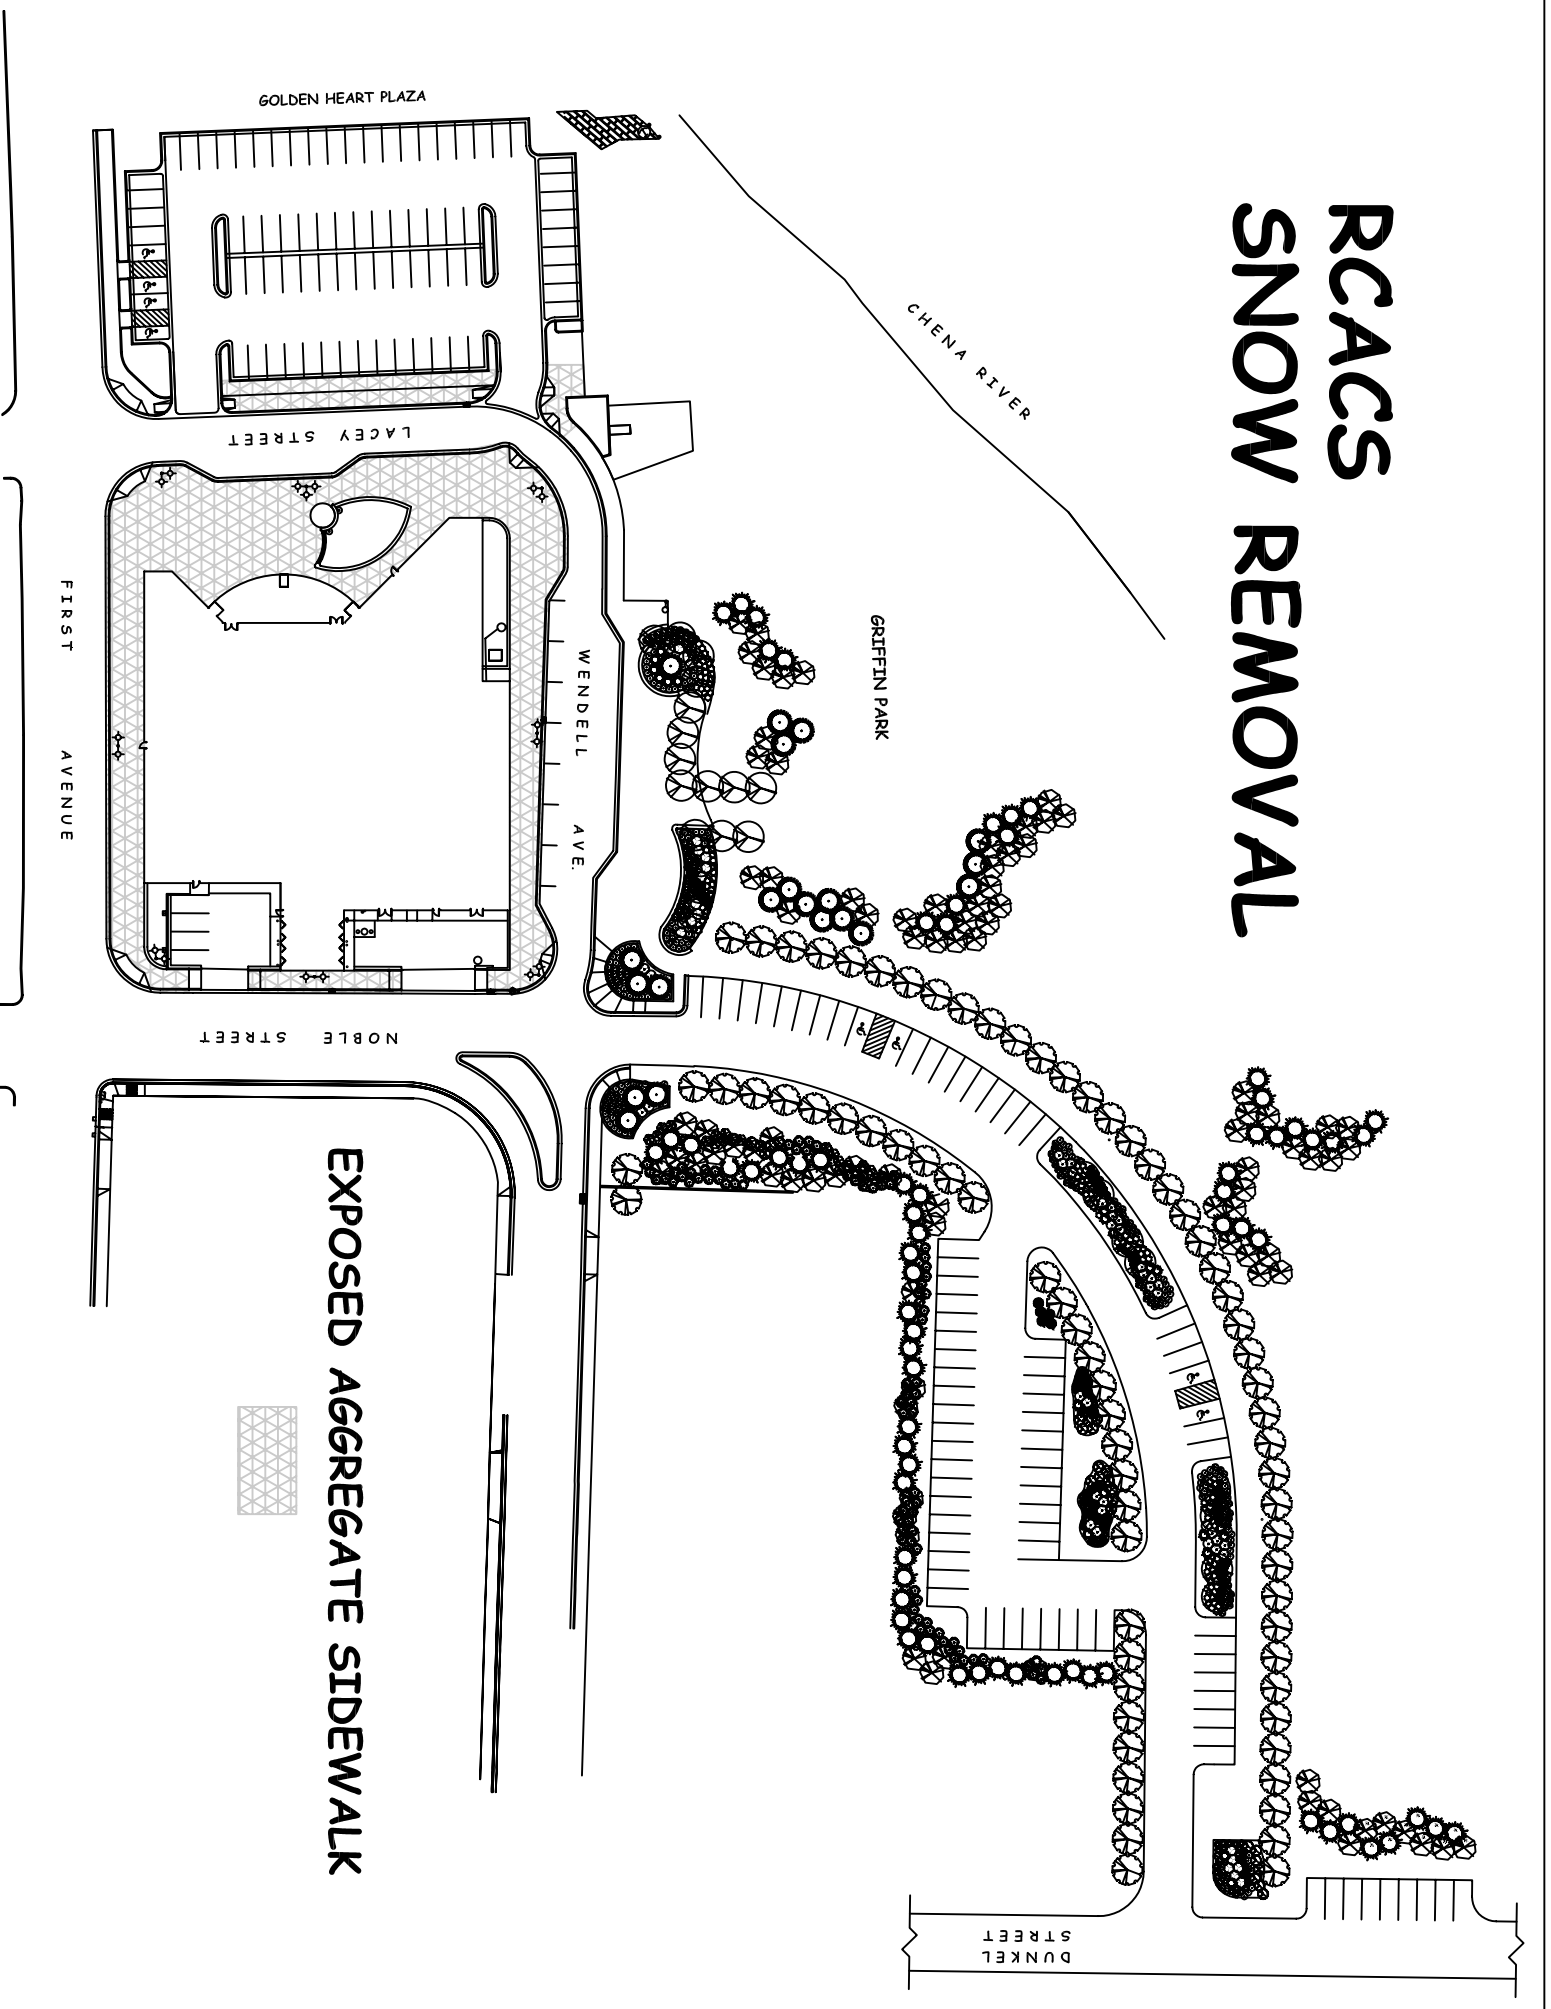 RCACS
SNOW REMOVAL
GOLDEN HEART PLAZA
CHENA RIVER
LACEY STREET
GRIFFIN PARK
WENDELL AVE.
FIRST AVENUE
NOBLE STREET
EXPOSED AGGREGATE SIDEWALK
DUNKEL
STREET